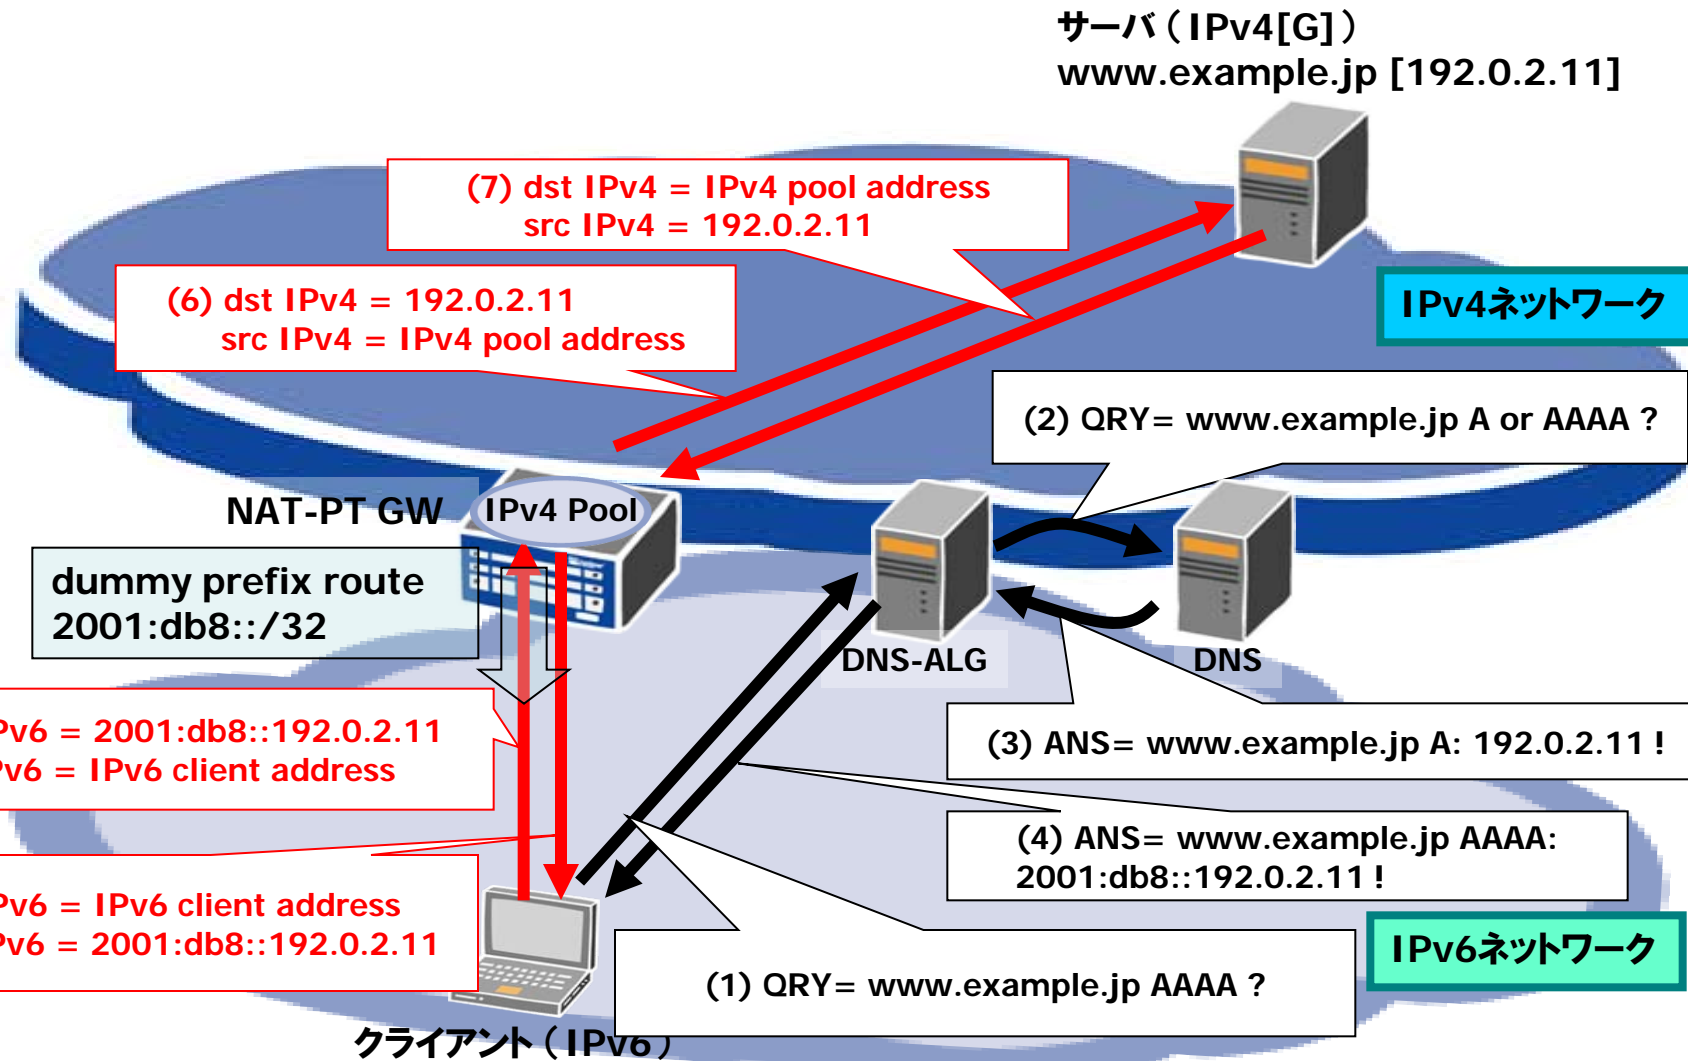 サーバ（IPv4[G]）
www.example.jp [192.0.2.11]
(7) dst IPv4 = IPv4 pool address
src IPv4 = 192.0.2.11
(6) dst IPv4 = 192.0.2.11
src IPv4 = IPv4 pool address
IPv4ネットワーク
(2) QRY= www.example.jp A or AAAA ?
NAT-PT GW
IPv4 Pool
dummy prefix route
2001:db8::/32
DNS-ALG
DNS
Pv6 = 2001:db8::192.0.2.11
Pv6 = IPv6 client address
(3) ANS= www.example.jp A: 192.0.2.11 !
(4) ANS= www.example.jp AAAA:
2001:db8::192.0.2.11 !
Pv6 = IPv6 client address
Pv6 = 2001:db8::192.0.2.11
IPv6ネットワーク
(1) QRY= www.example.jp AAAA ?
クライアント（IPv6）